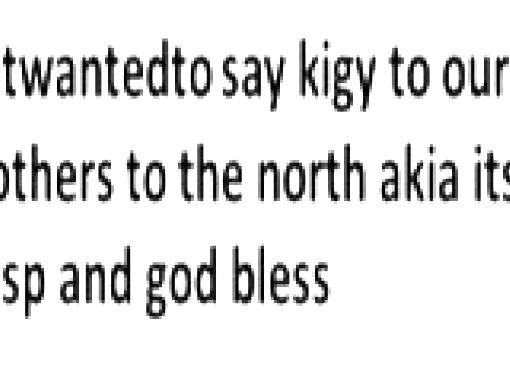 twantedto say kigy to our
others to the north akia its
sp and god bless